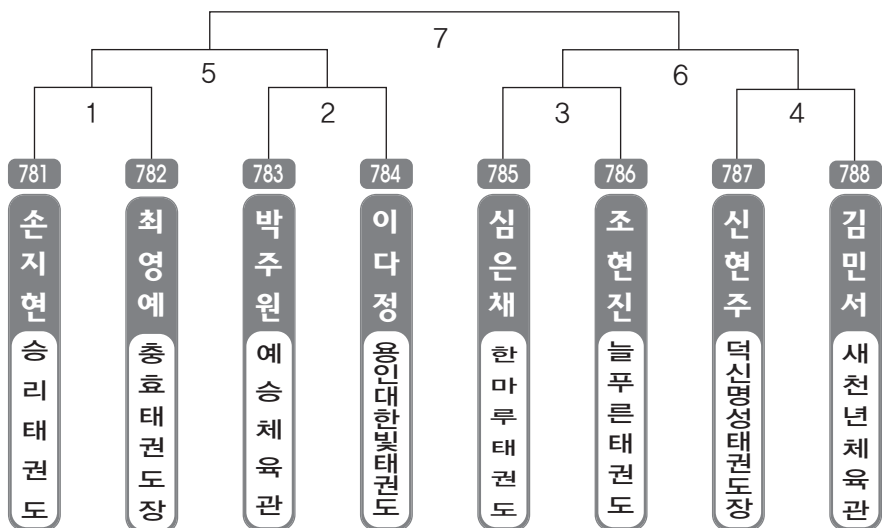 7
5
6
1
2
3
4
781
782
783
784
785
786
787
788
손지현
최영예
박주원
이다정
심은채
조현진
신현주
김민서
승리태권도
충효태권도장
예승체육관
용인대한빛태권도
한마루태권도
늘푸른태권도
덕신명성태권도장
새천년체육관